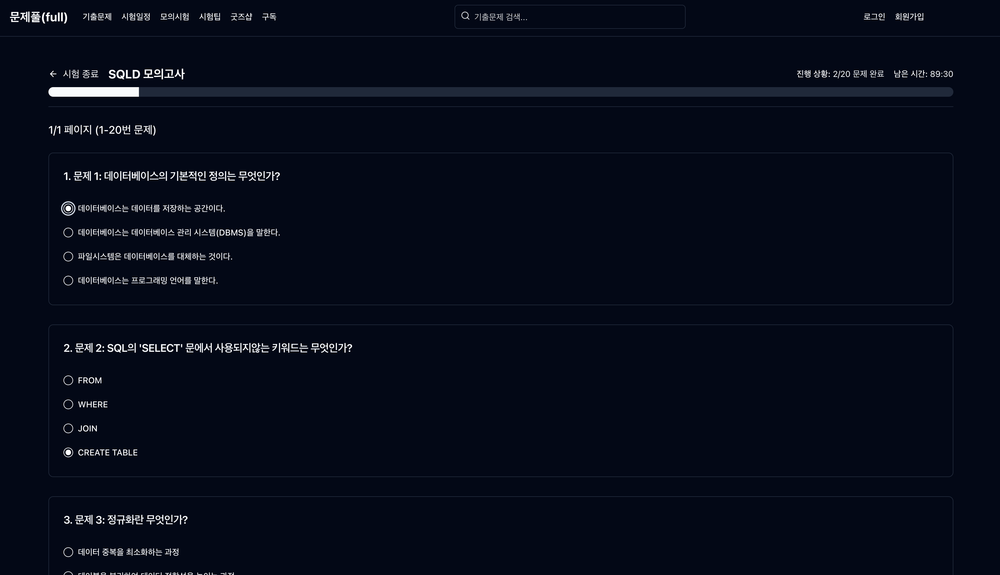 문제풀(full) 기출문제 시험일정 모의시험 시험팁 굿즈샵 구독 기출문제 검색... 로그인 회원가입
시험 종료 SQLD 모의고사 진행 상황: 2/20 문제 완료 남은 시간: 89:30
1/1 페이지 (1-20번 문제)
1. 문제 1: 데이터베이스의 기본적인 정의는 무엇인가?
데이터베이스는 데이터를 저장하는 공간이다.
데이터베이스는 데이터베이스 관리 시스템(DBMS)을 말한다.
파일시스템은 데이터베이스를 대체하는 것이다.
데이터베이스는 프로그래밍 언어를 말한다.
2. 문제 2: SQL의 'SELECT' 문에서 사용되지않는 키워드는 무엇인가?
FROM
WHERE
JOIN
CREATE TABLE
3. 문제 3: 정규화란 무엇인가?
데이터 중복을 최소화하는 과정